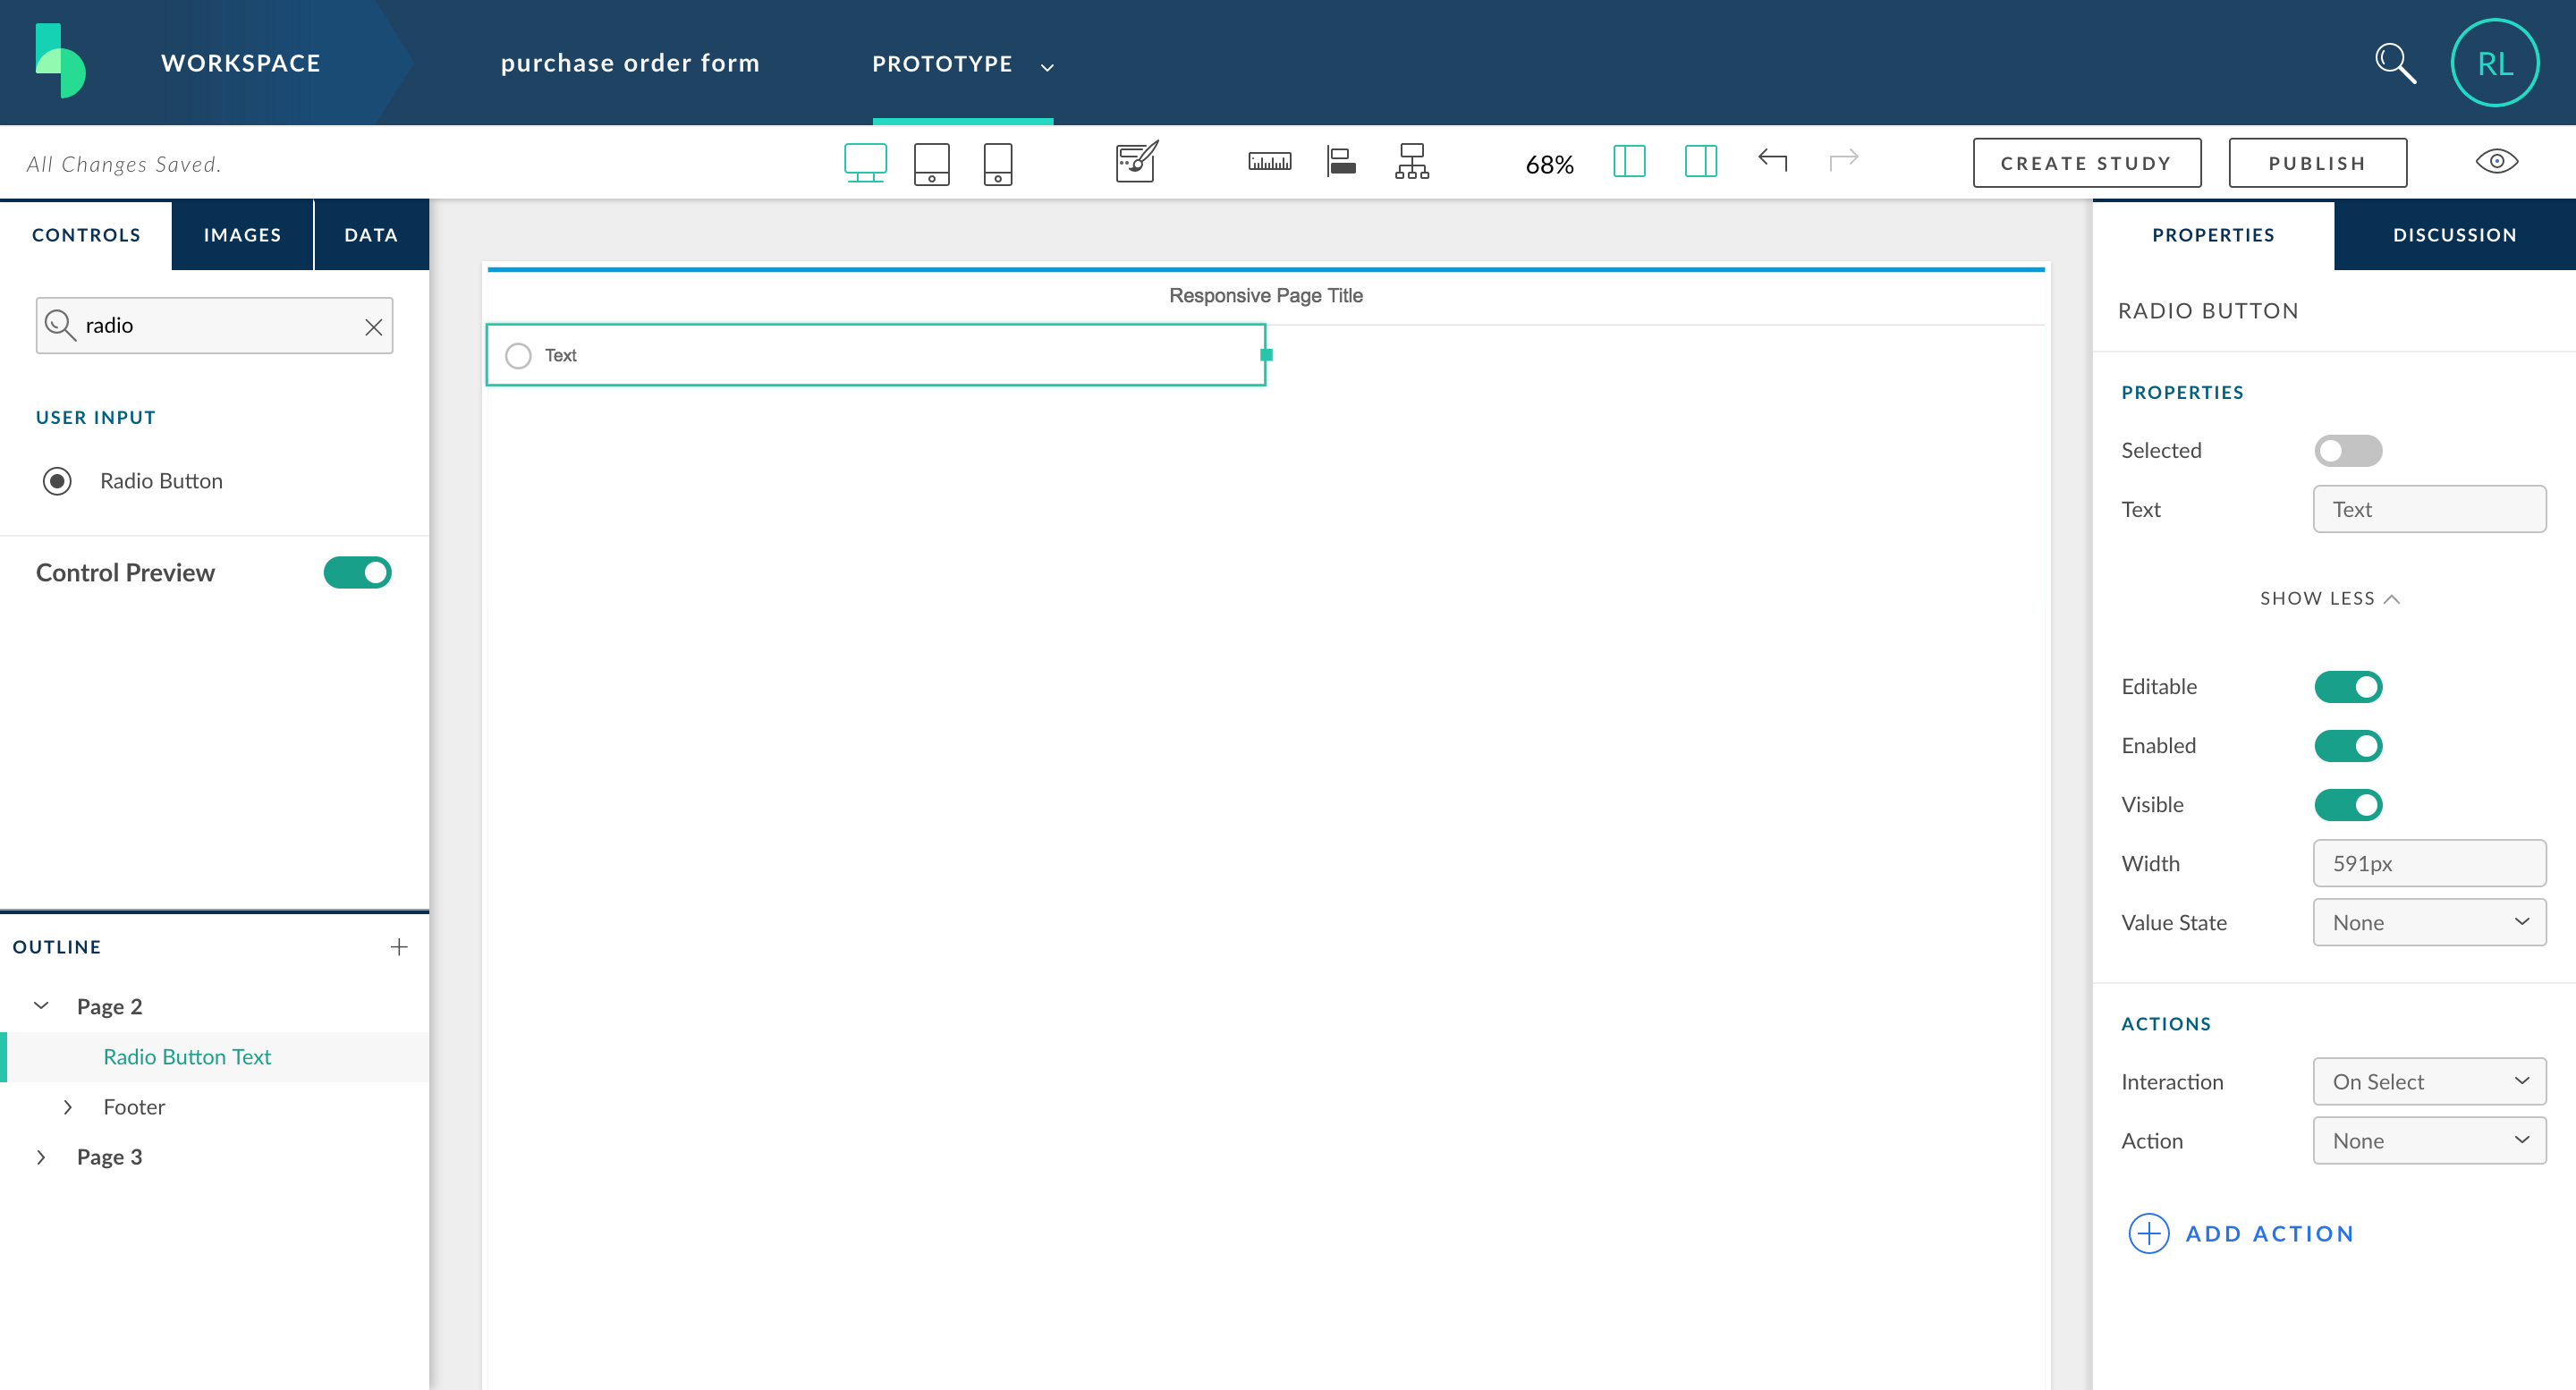 WORKSPACE
purchase order form
PROTOTYPE
RL
All Changes Saved.
68%
CREATE STUDY
PUBLISH
CONTROLS
IMAGES
DATA
radio
USER INPUT
Radio Button
Control Preview
OUTLINE
Page 2
Radio Button Text
Footer
Page 3
Responsive Page Title
Text
PROPERTIES
DISCUSSION
RADIO BUTTON
PROPERTIES
Selected
Text Text
SHOW LESS
Editable
Enabled
Visible
Width 591px
Value State None
ACTIONS
Interaction On Select
Action None
ADD ACTION